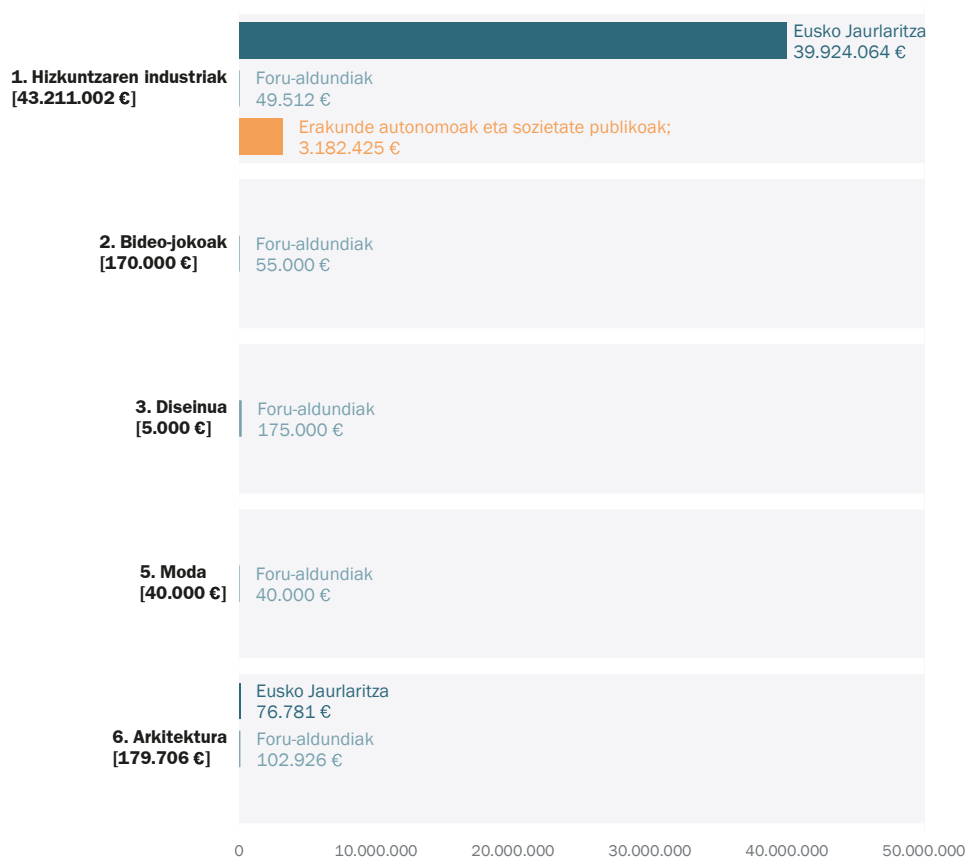 Eusko Jaurlaritza
39.924.064 €
1. Hizkuntzaren industriak
[43.211.002 €]
Foru-aldundiak
49.512 €
Erakunde autonomoak eta sozietate publikoak;
3.182.425 €
2. Bideo-jokoak
[170.000 €]
Foru-aldundiak
55.000 €
3. Diseinua
[5.000 €]
Foru-aldundiak
175.000 €
5. Moda
[40.000 €]
Foru-aldundiak
40.000 €
Eusko Jaurlaritza
76.781 €
6. Arkitektura
[179.706 €]
Foru-aldundiak
102.926 €
0 10.000.000 20.000.000 30.000.000 40.000.000 50.000.000